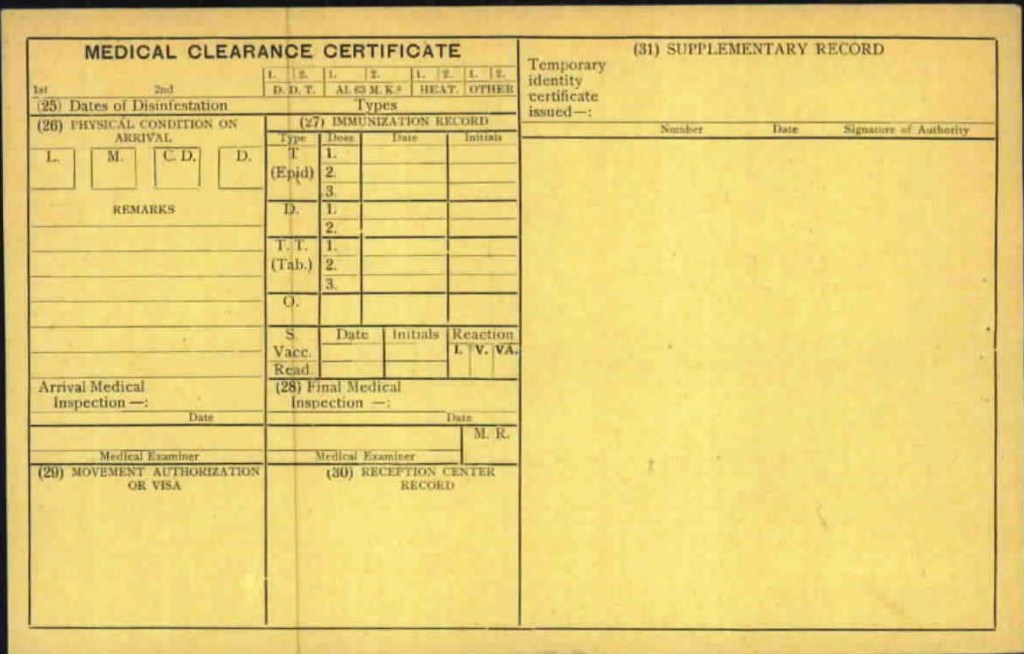 MEDICAL CLEARANCE CERTIFICATE
1. 2. 1. 2. 1. 2. 1. 2.
1st 2nd D. D. T. AL 63 M. K.³ HEAT. OTHER
(25) Dates of Disinfestation Types
(26) PHYSICAL CONDITION ON
ARRIVAL
L. M. C. D. D.
REMARKS
Arrival Medical
Inspection —:
Date
Medical Examiner
(27) IMMUNIZATION RECORD
Type Dose Date Initials
T 1.
(Epid) 2.
3.
D. 1.
2.
T. T. 1.
(Tab.) 2.
3.
O.
S. Date Initials Reaction
Vacc. I. V. VA.
Read.
(28) Final Medical
Inspection —:
Date
M. R.
Medical Examiner
(29) MOVEMENT AUTHORIZATION
OR VISA
(30) RECEPTION CENTER
RECORD
(31) SUPPLEMENTARY RECORD
Temporary
identity
certificate
issued—:
Number Date Signature of Authority